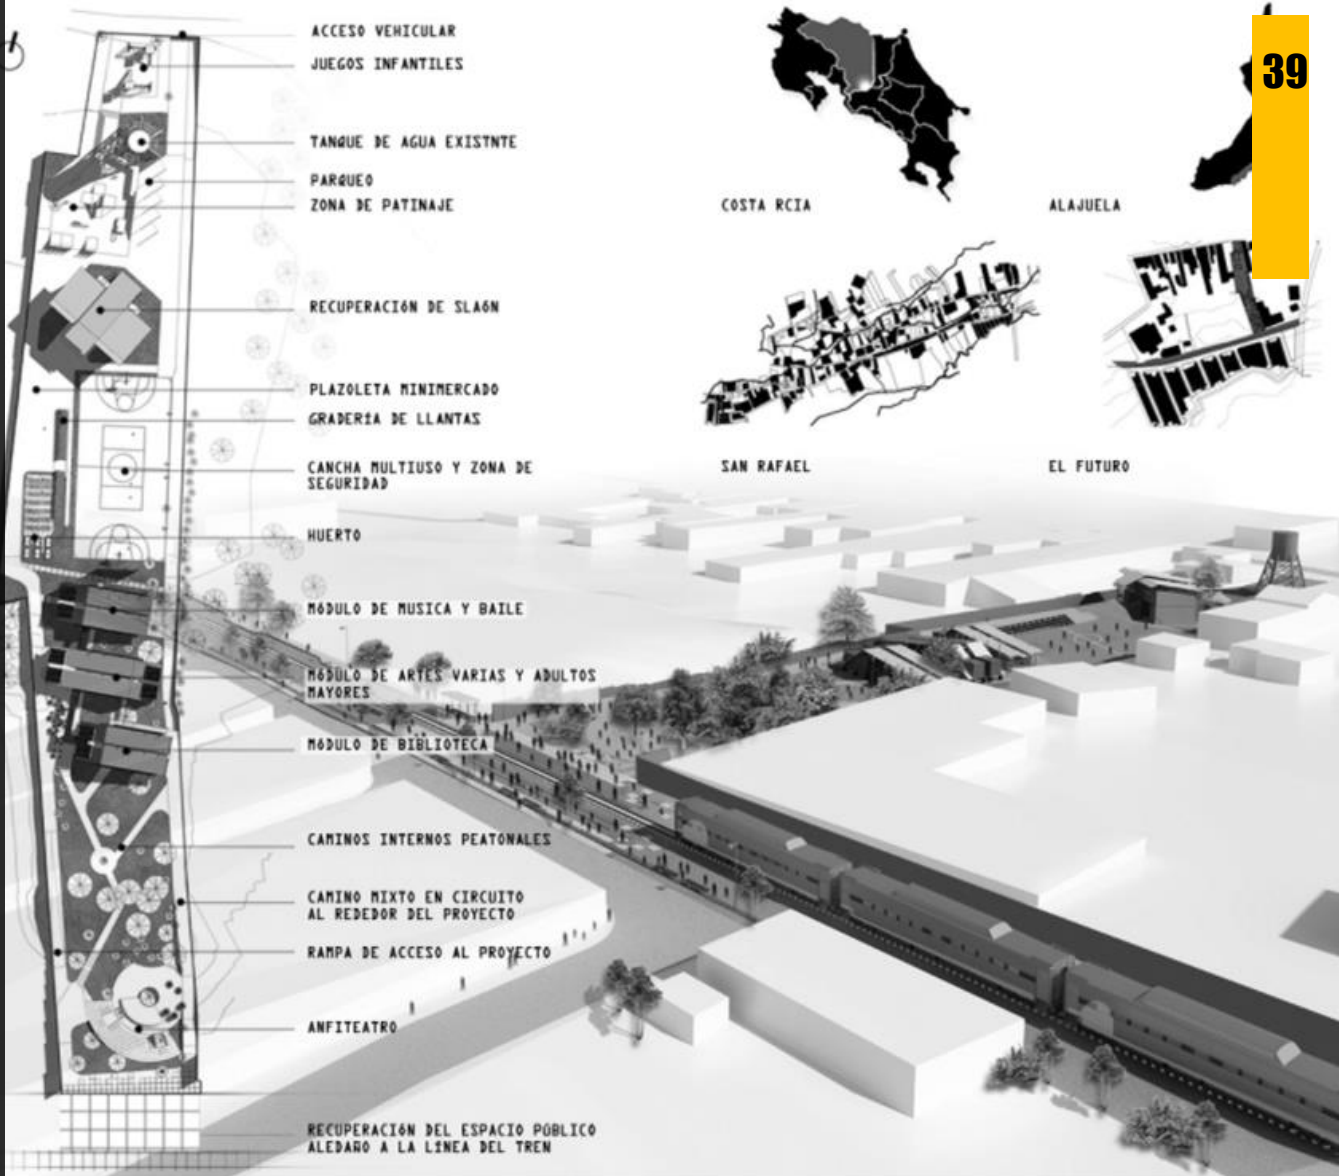 ACCESO VEHICULAR
JUEGOS INFANTILES
TANQUE DE AGUA EXISTNTE
PARQUEO
ZONA DE PATINAJE
RECUPERACIÓN DE SLAÓN
PLAZOLETA MINIMERCADO
GRADERÍA DE LLANTAS
CANCHA MULTIUSO Y ZONA DE
SEGURIDAD
HUERTO
MÓDULO DE MUSICA Y BAILE
MÓDULO DE ARTES VARIAS Y ADULTOS
MAYORES
MÓDULO DE BIBLIOTECA
CAMINOS INTERNOS PEATONALES
CAMINO MIXTO EN CIRCUITO
AL REDEDOR DEL PROYECTO
RAMPA DE ACCESO AL PROYECTO
ANFITEATRO
RECUPERACIÓN DEL ESPACIO PÚBLICO
ALEDAÑO A LA LÍNEA DEL TREN
COSTA RCIA
ALAJUELA
SAN RAFAEL
EL FUTURO
39